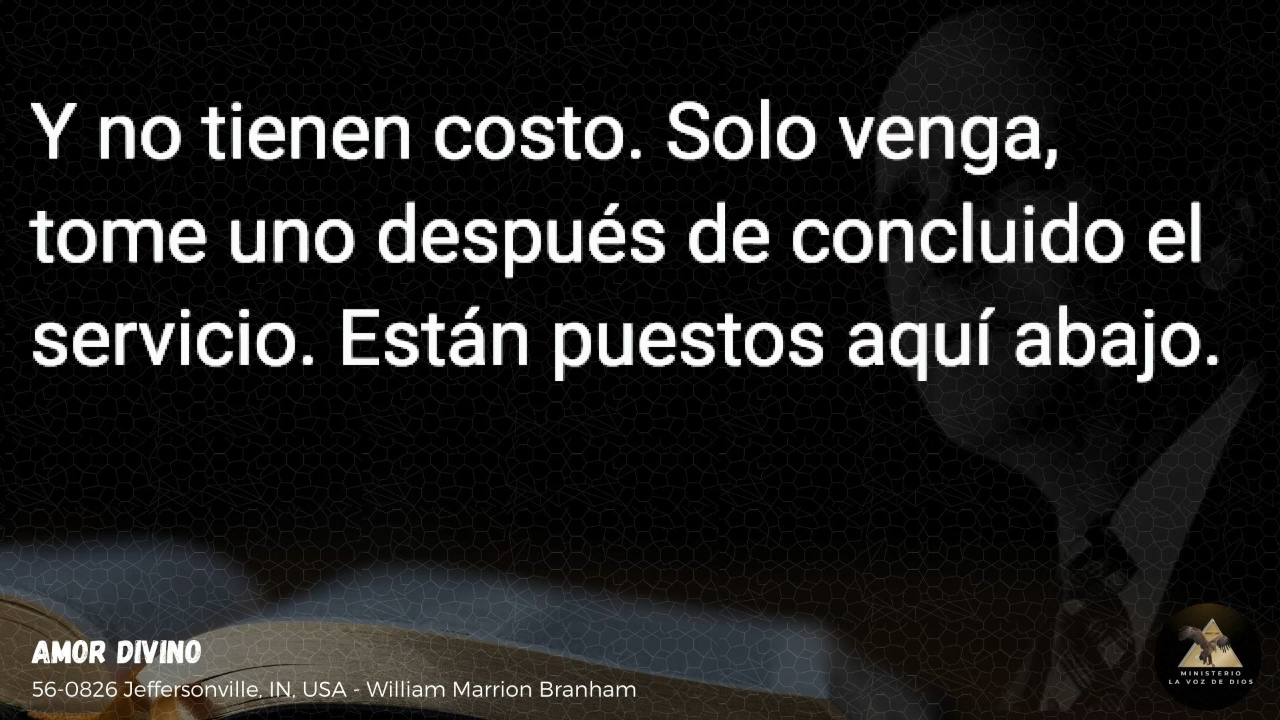 Y no tienen costo. Solo venga,
tome uno después de concluido el
servicio. Están puestos aquí abajo.
AMOR DIVINO
56-0826 Jeffersonville, IN, USA - William Marrion Branham
MINISTERIO
LA VOZ DE DIOS